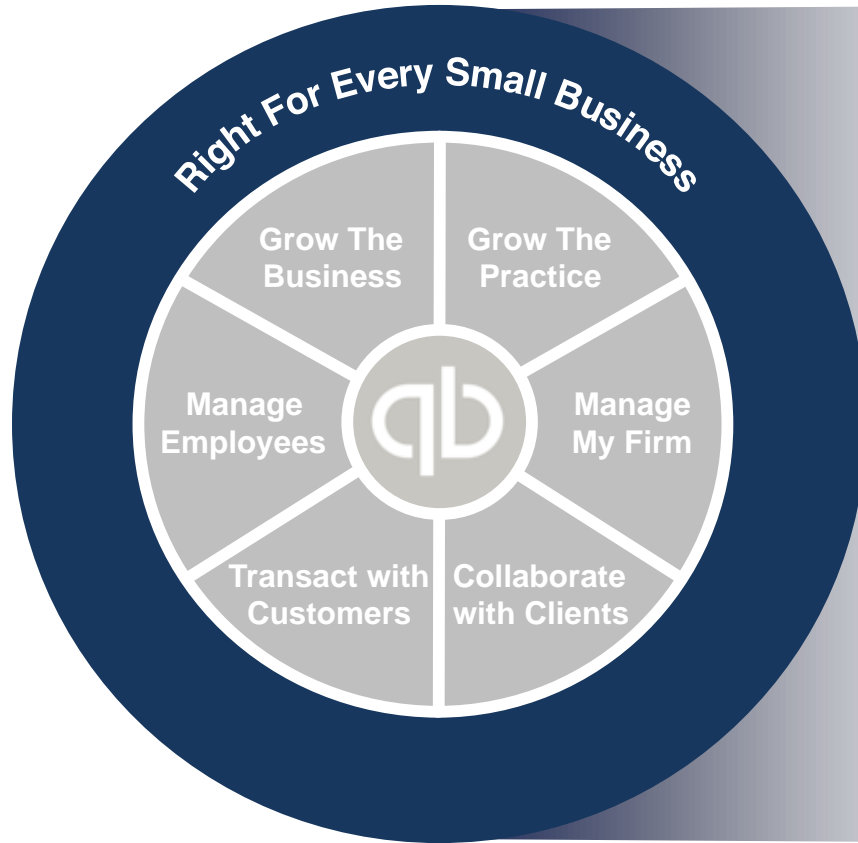 Right For Every Small Business
Grow The
Business
Grow The
Practice
Manage
Employees
qb
Manage
My Firm
Transact with
Customers
Collaborate
with Clients